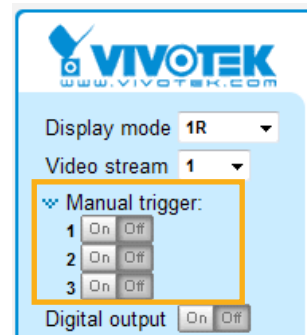 VIVOTEK
www.vivotek.com
Display mode 1R
Video stream 1
Manual trigger:
1 On Off
2 On Off
3 On Off
Digital output On Off